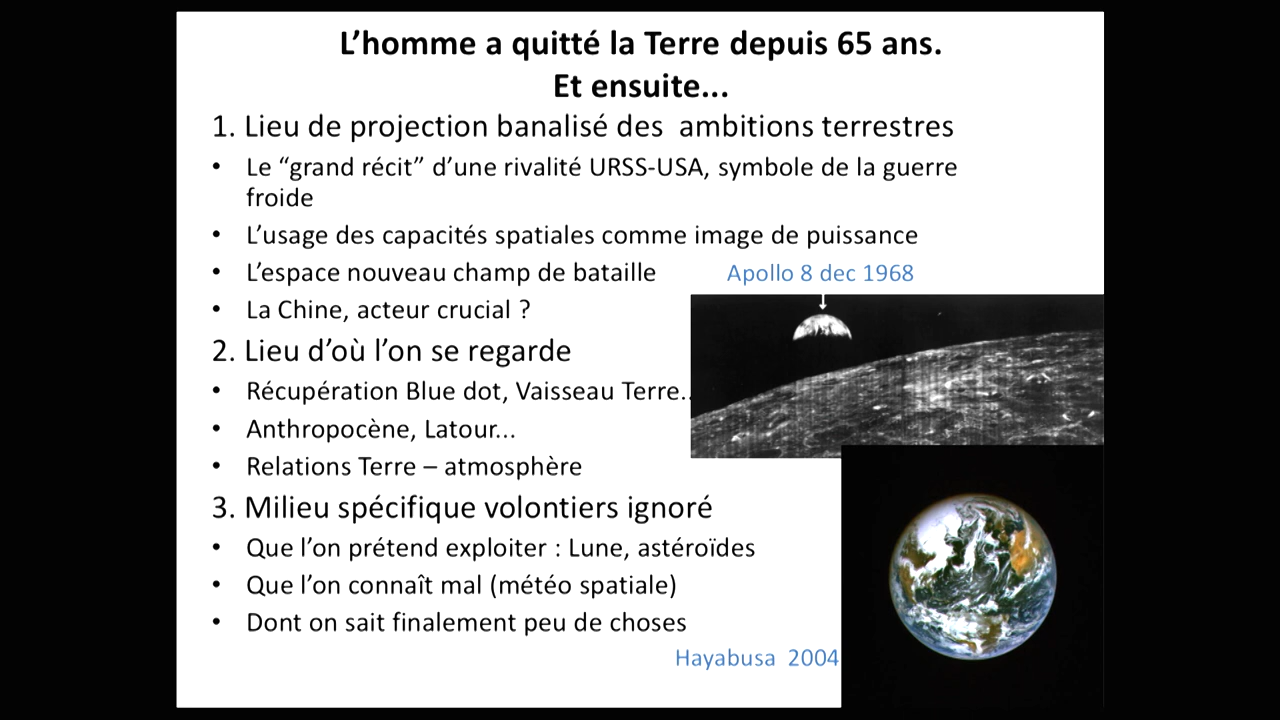 L’homme a quitté la Terre depuis 65 ans.
Et ensuite...
1. Lieu de projection banalisé des  ambitions terrestres
• Le “grand récit” d’une rivalité URSS-USA, symbole de la guerre
froide
• L’usage des capacités spatiales comme image de puissance
• L’espace nouveau champ de bataille
Apollo 8 dec 1968
• La Chine, acteur crucial ?
2. Lieu d’où l’on se regarde
• Récupération Blue dot, Vaisseau Terre..
• Anthropocène, Latour...
• Relations Terre – atmosphère
3. Milieu spécifique volontiers ignoré
• Que l’on prétend exploiter : Lune, astéroïdes
• Que l’on connaît mal (météo spatiale)
• Dont on sait finalement peu de choses
Hayabusa  2004